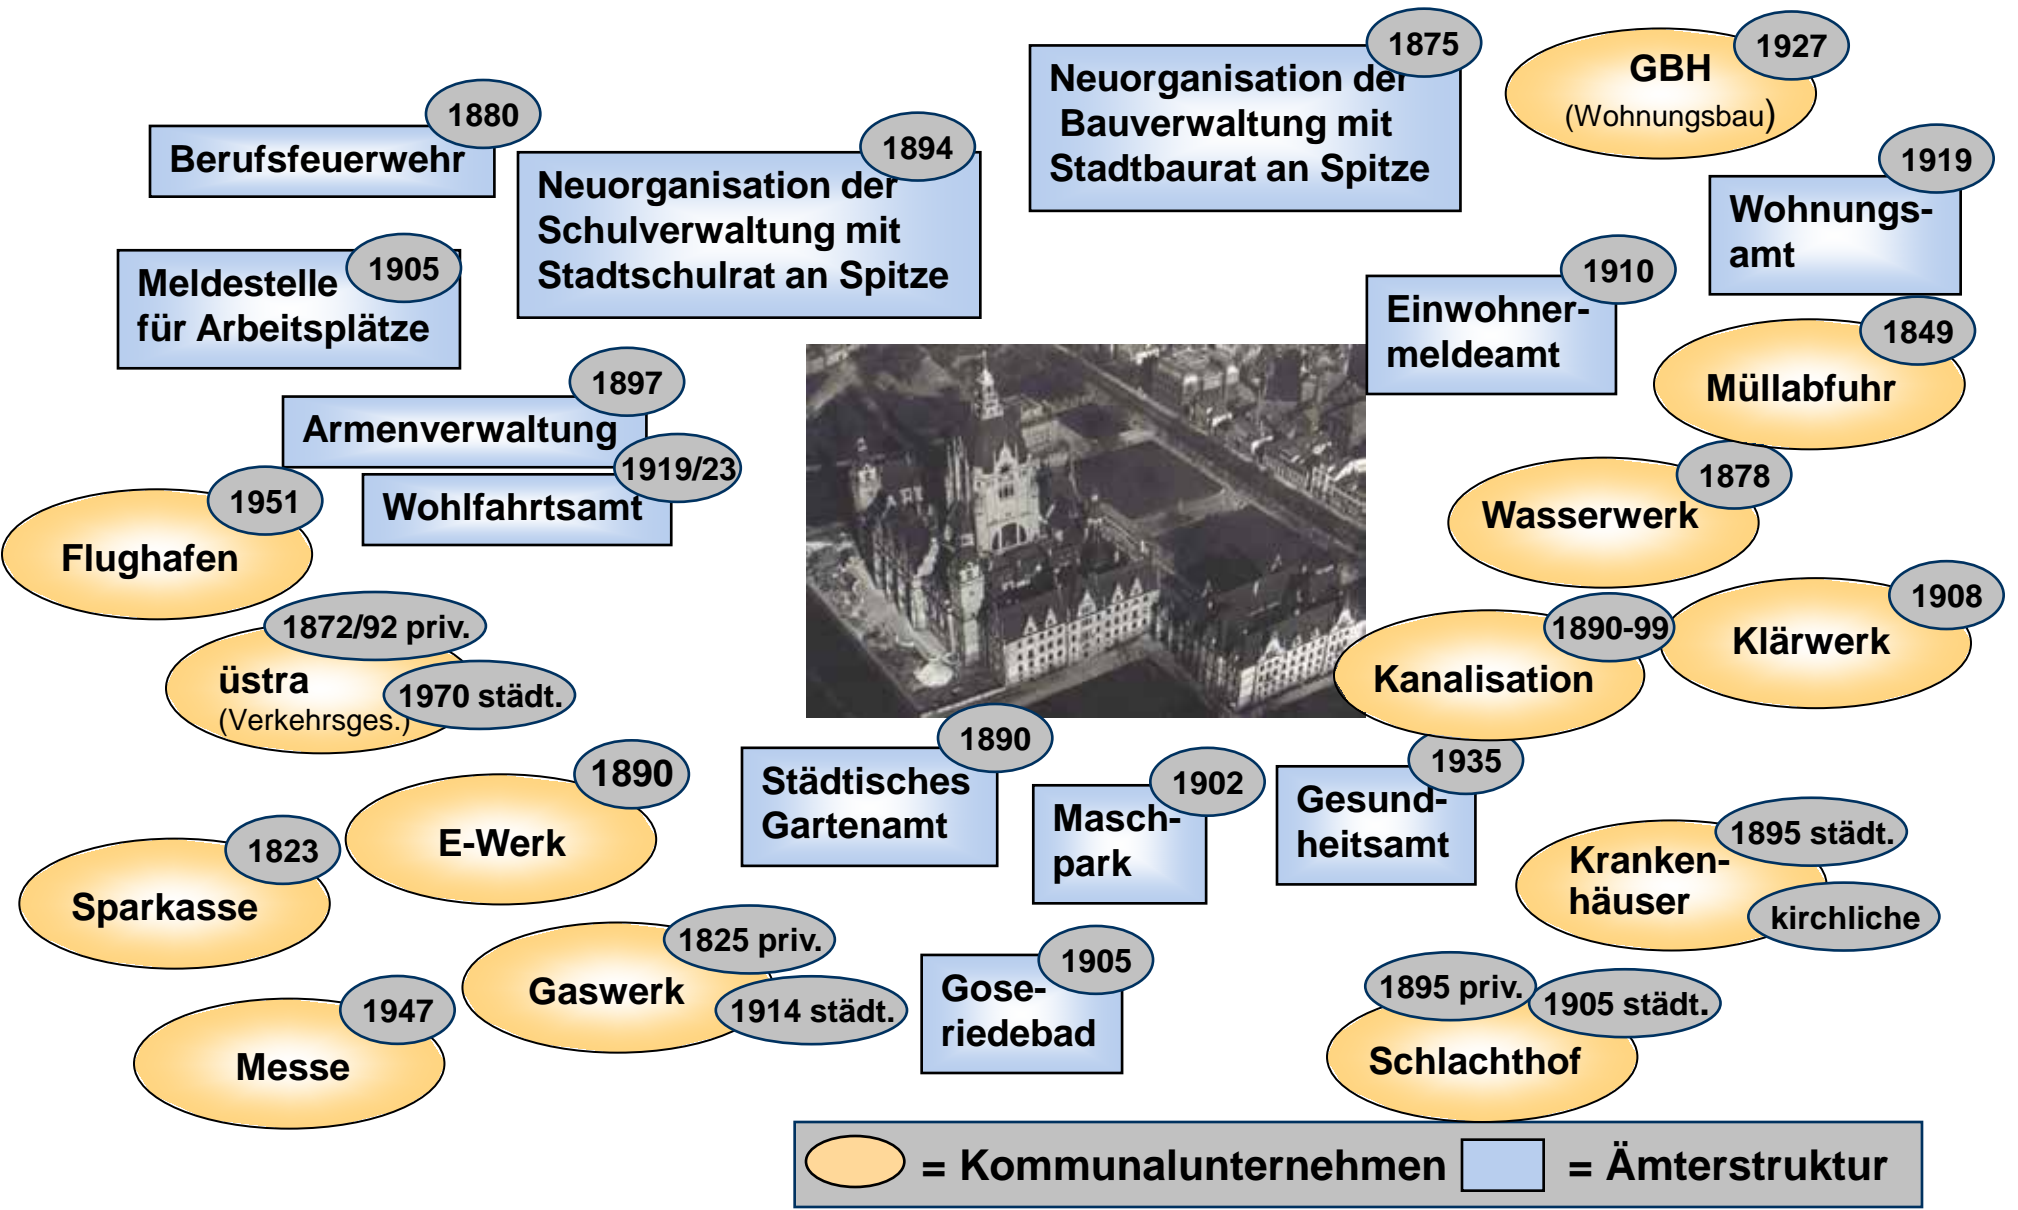 1875
Neuorganisation der
Bauverwaltung mit
Stadtbaurat an Spitze
1927
GBH
(Wohnungsbau)
1880
Berufsfeuerwehr
1894
Neuorganisation der
Schulverwaltung mit
Stadtschulrat an Spitze
1919
Wohnungs-
amt
1905
Meldestelle
für Arbeitsplätze
1910
Einwohner-
meldeamt
1849
Müllabfuhr
1897
Armenverwaltung
1919/23
Wohlfahrtsamt
1951
Flughafen
1878
Wasserwerk
1872/92 priv.
üstra
1970 städt.
(Verkehrsges.)
1890-99
Kanalisation
1908
Klärwerk
1890
E-Werk
1890
Städtisches
Gartenamt
1902
Masch-
park
1935
Gesund-
heitsamt
1895 städt.
Kranken-
häuser
kirchliche
1823
Sparkasse
1825 priv.
Gaswerk
1914 städt.
1905
Gose-
riedebad
1895 priv.
1905 städt.
Schlachthof
1947
Messe
= Kommunalunternehmen
= Ämterstruktur